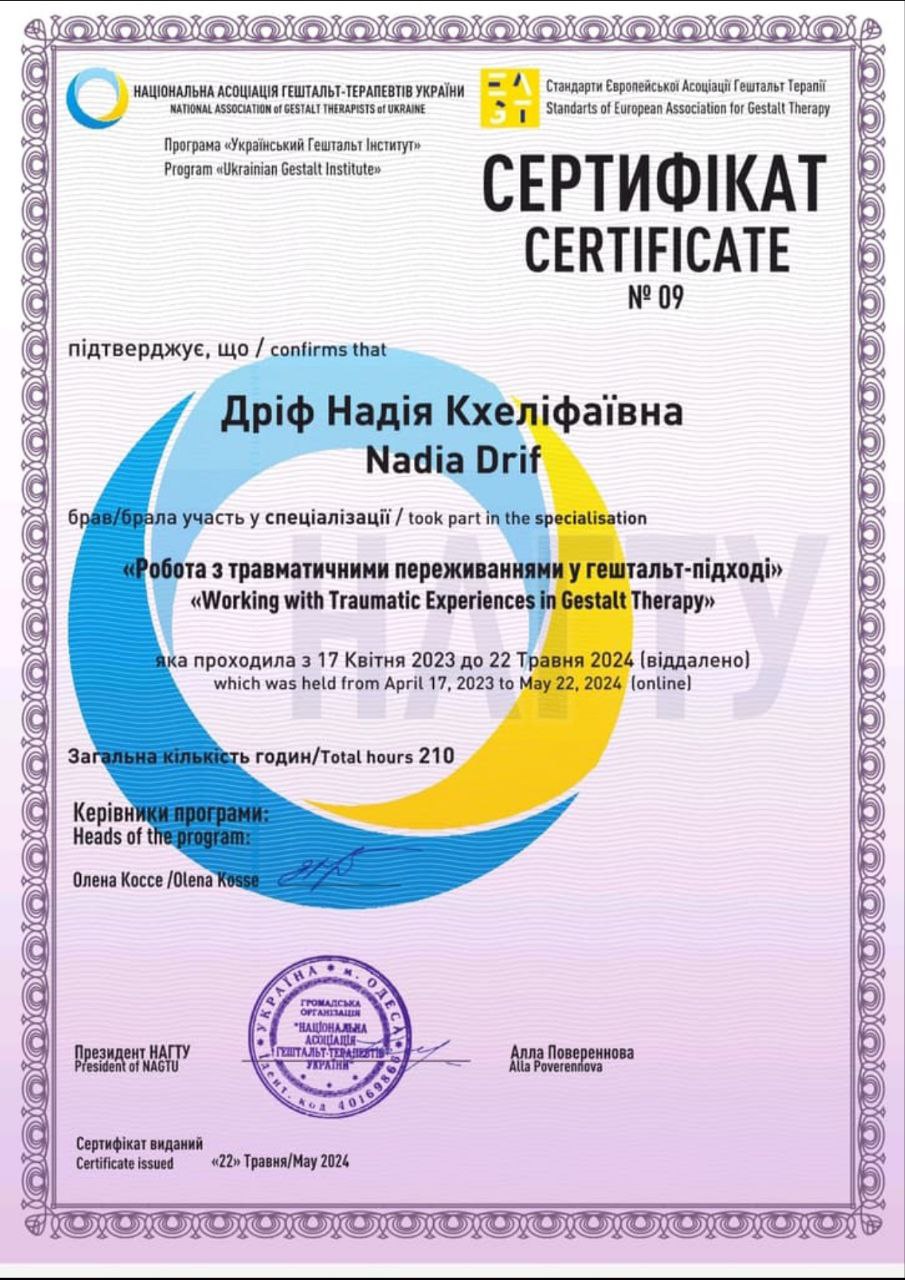 НАЦІОНАЛЬНА АСОЦІАЦІЯ ГЕШТАЛЬТ-ТЕРАПЕВТІВ УКРАЇНИ
NATIONAL ASSOCIATION of GESTALT THERAPISTS of UKRAINE
Програма «Український Гештальт Інститут»
Program «Ukrainian Gestalt Institute»
EAGT
Стандарти Європейської Асоціації Гештальт Терапії
Standarts of European Association for Gestalt Therapy
СЕРТИФІКАТ
CERTIFICATE
№ 09
підтверджує, що / confirms that
Дріф Надія Кхеліфаївна
Nadia Drif
брав/брала участь у спеціалізації / took part in the specialisation
НАГТУ
«Робота з травматичними переживаннями у гештальт-підході»
«Working with Traumatic Experiences in Gestalt Therapy»
яка проходила з 17 Квітня 2023 до 22 Травня 2024 (віддалено)
which was held from April 17, 2023 to May 22, 2024 (online)
Загальна кількість годин/Total hours 210
Керівники програми:
Heads of the program:
Олена Коссе /Olena Kosse
УКРАЇНА * м. ОДЕСА
ГРОМАДСЬКА
ОРГАНІЗАЦІЯ
"НАЦІОНАЛЬНА
АСОЦІАЦІЯ
ГЕШТАЛЬТ-ТЕРАПЕВТІВ
УКРАЇНИ"
Ідент. код 40169866
Президент НАГТУ
President of NAGTU
Алла Повереннова
Alla Poverennova
Сертифікат виданий
Certificate issued
«22» Травня/May 2024